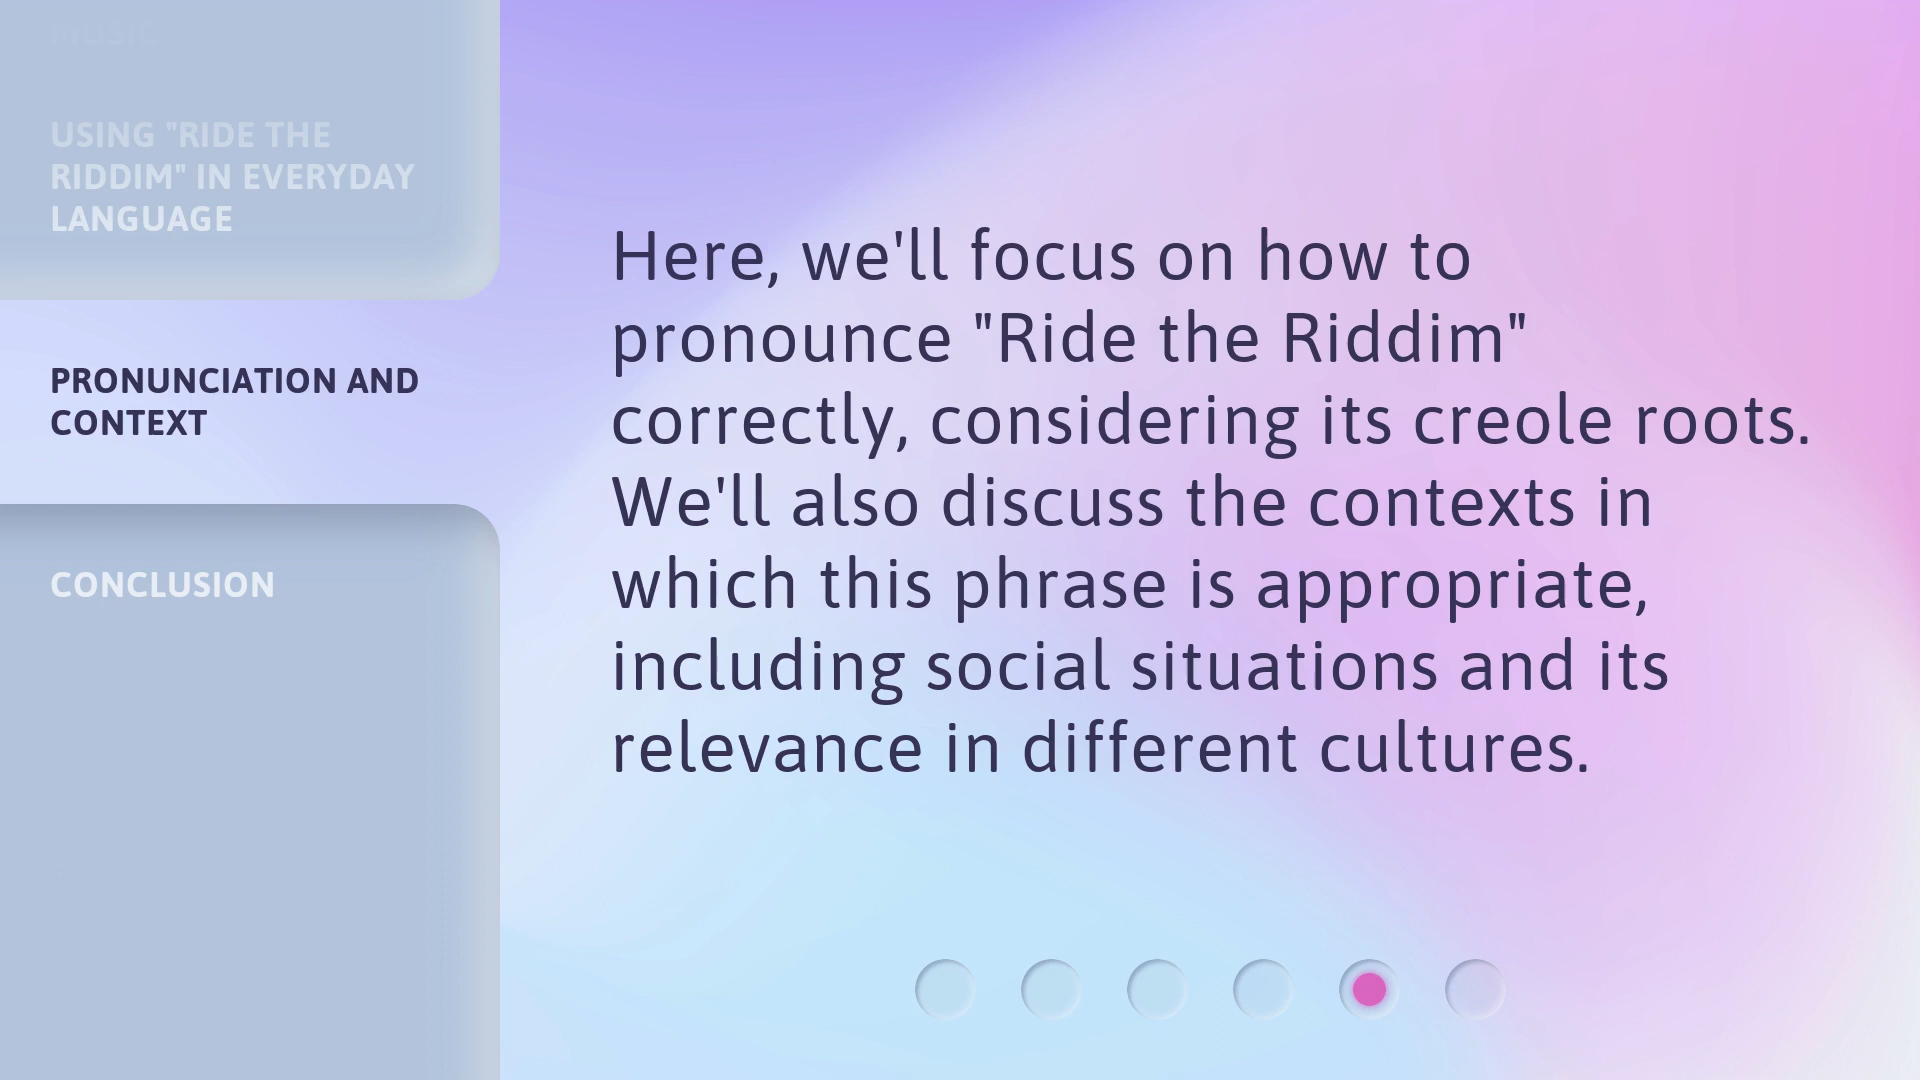 MUSIC
USING "RIDE THE
RIDDIM" IN EVERYDAY
LANGUAGE
PRONUNCIATION AND
CONTEXT
CONCLUSION
Here, we'll focus on how to
pronounce "Ride the Riddim"
correctly, considering its creole roots.
We'll also discuss the contexts in
which this phrase is appropriate,
including social situations and its
relevance in different cultures.